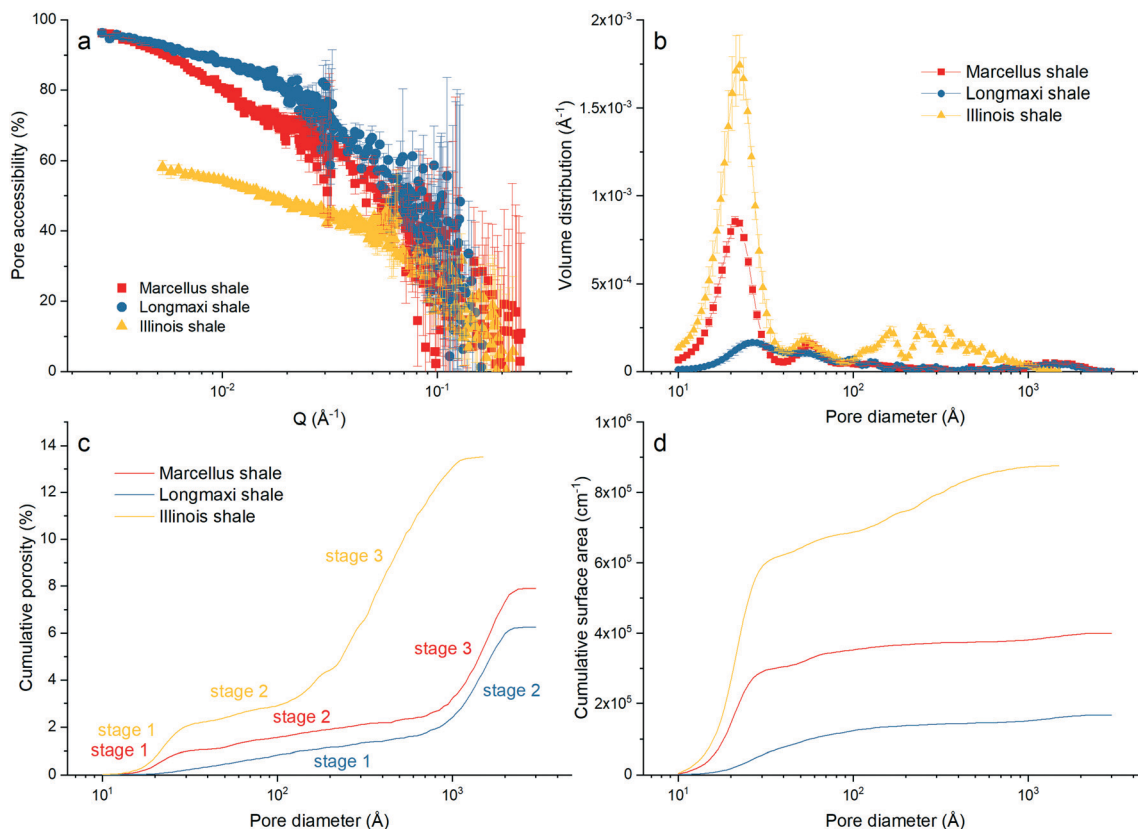 a
Pore accessibility (%)
100
80
60
40
20
0
Marcellus shale
Longmaxi shale
Illinois shale
10⁻²
10⁻¹
Q (Å⁻¹)
b
Volume distribution (Å⁻¹)
2x10⁻³
1.5x10⁻³
1x10⁻³
5x10⁻⁴
0
Marcellus shale
Longmaxi shale
Illinois shale
10¹
10²
10³
Pore diameter (Å)
c
Cumulative porosity (%)
14
12
10
8
6
4
2
0
Marcellus shale
Longmaxi shale
Illinois shale
stage 3
stage 2
stage 3
stage 1
stage 2
stage 2
stage 1
stage 1
10¹
10²
10³
Pore diameter (Å)
d
Cumulative surface area (cm⁻¹)
1x10⁶
8x10⁵
6x10⁵
4x10⁵
2x10⁵
0
10¹
10²
10³
Pore diameter (Å)